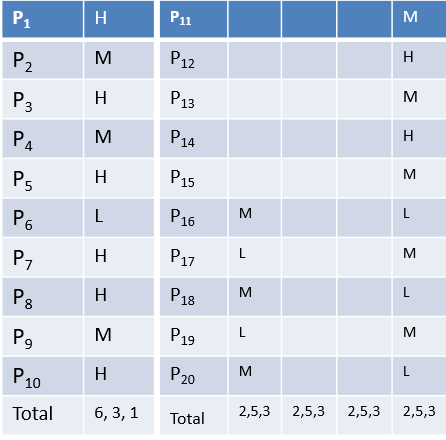 P1 H P11 M
P2 M P12 H
P3 H P13 M
P4 M P14 H
P5 H P15 M
P6 L P16 M L
P7 H P17 L M
P8 H P18 M L
P9 M P19 L M
P10 H P20 M L
Total 6, 3, 1 Total 2,5,3 2,5,3 2,5,3 2,5,3